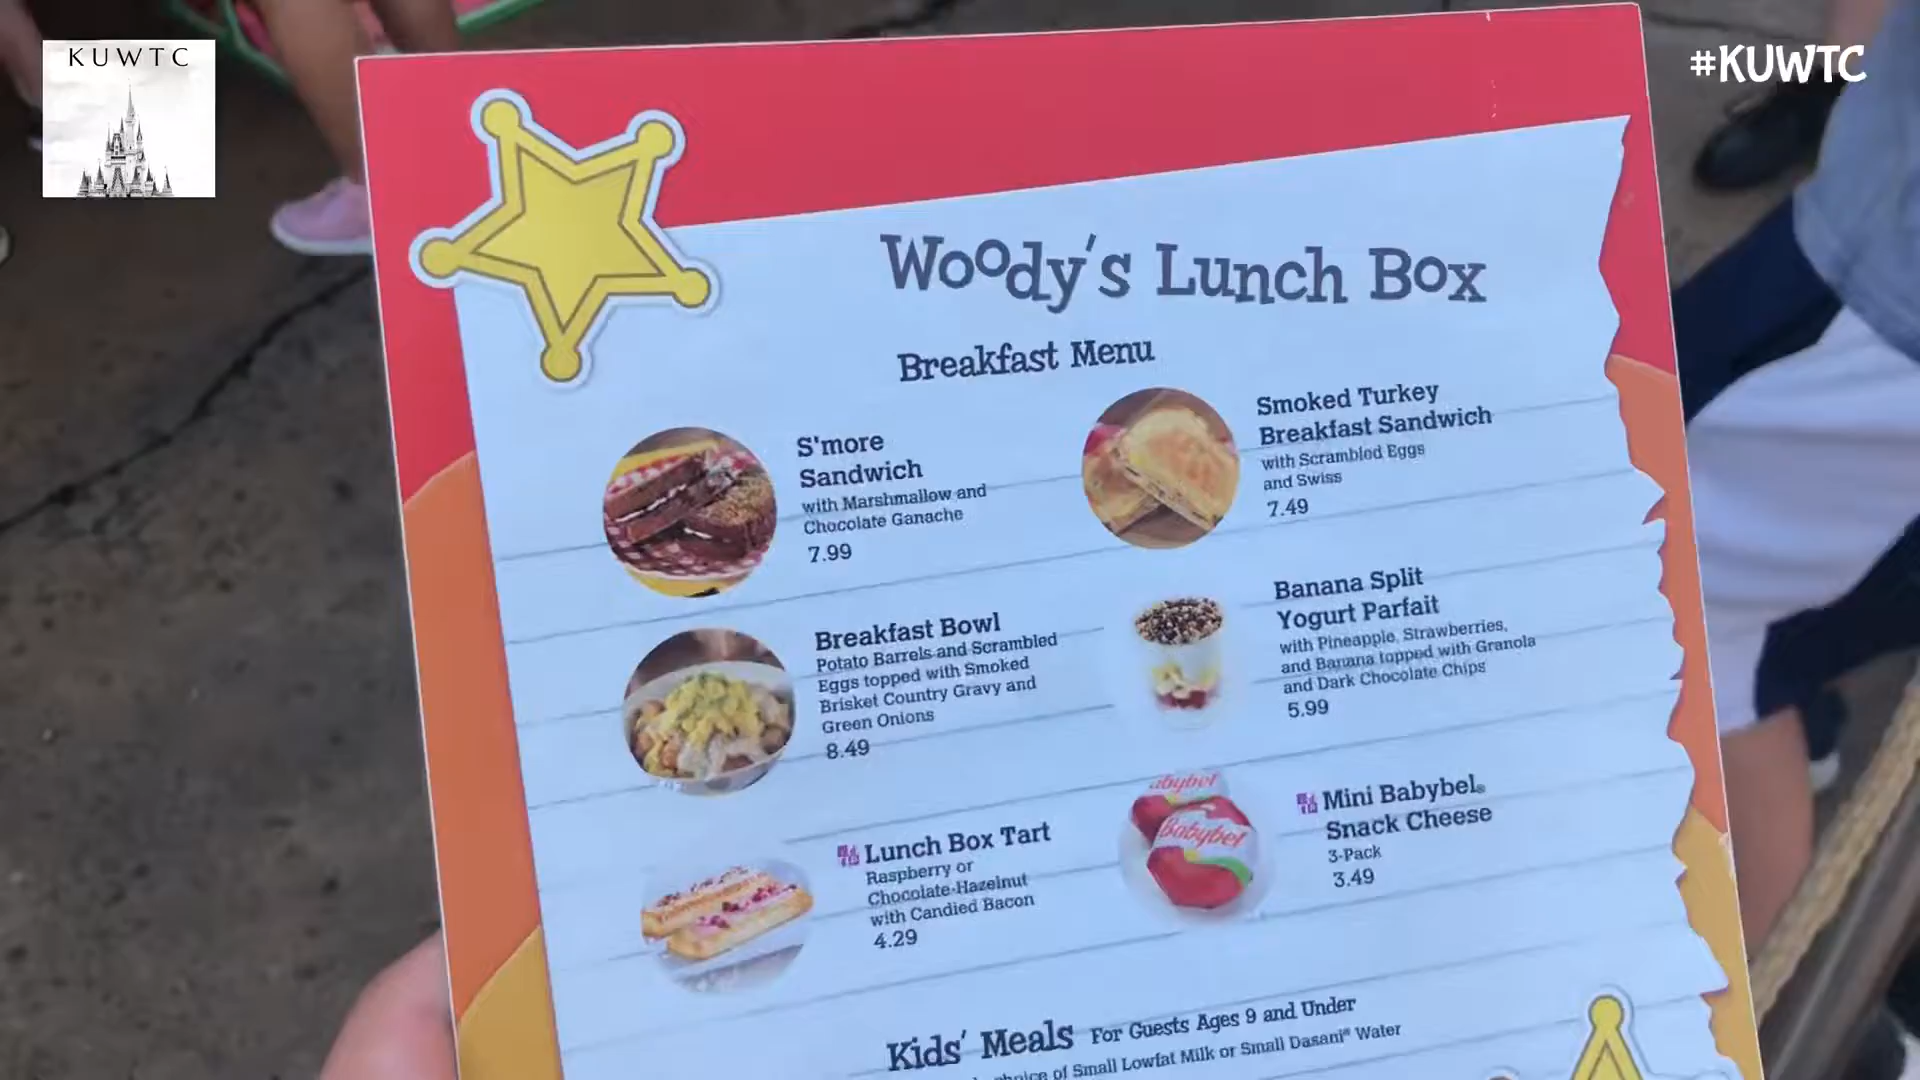 KUWTC
#KUWTC
Woody's Lunch Box
Breakfast Menu
S'more
Sandwich
with Marshmallow and
Chocolate Ganache
7.99
Smoked Turkey
Breakfast Sandwich
with Scrambled Eggs
and Swiss
7.49
Breakfast Bowl
Potato Barrels and Scrambled
Eggs topped with Smoked
Brisket Country Gravy and
Green Onions
8.49
Banana Split
Yogurt Parfait
with Pineapple, Strawberries,
and Banana topped with Granola
and Dark Chocolate Chips
5.99
Lunch Box Tart
Raspberry or
Chocolate-Hazelnut
with Candied Bacon
4.29
Babybel
Mini Babybel®
Snack Cheese
3-Pack
3.49
Kids' Meals For Guests Ages 9 and Under
choice of Small Lowfat Milk or Small Dasani® Water